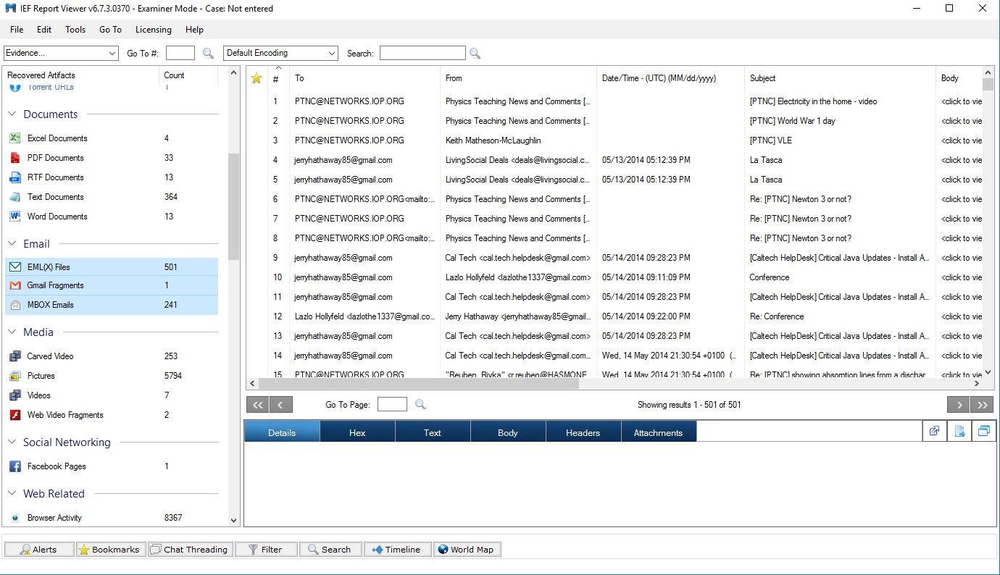 IEF Report Viewer v6.7.3.0370 - Examiner Mode - Case: Not entered
File Edit Tools Go To Licensing Help
Evidence... Go To #: Default Encoding Search:
Recovered Artifacts Count
Torrent URLs 1
Documents
Excel Documents 4
PDF Documents 33
RTF Documents 13
Text Documents 364
Word Documents 13
Email
EML(X) Files 501
Gmail Fragments 1
MBOX Emails 241
Media
Carved Video 253
Pictures 5794
Videos 7
Web Video Fragments 2
Social Networking
Facebook Pages 1
Web Related
Browser Activity 8367
# To From Date/Time - (UTC) (MM/dd/yyyy) Subject Body
1 PTNC@NETWORKS.IOP.ORG Physics Teaching News and Comments [... [PTNC] Electricity in the home - video <click to vie
2 PTNC@NETWORKS.IOP.ORG Physics Teaching News and Comments [... [PTNC] World War 1 day <click to vie
3 PTNC@NETWORKS.IOP.ORG Keith Matheson-McLaughlin [PTNC] VLE <click to vie
4 jerryhathaway85@gmail.com LivingSocial Deals <deals@livingsocial.c... 05/13/2014 05:12:39 PM La Tasca <click to vie
5 jerryhathaway85@gmail.com LivingSocial Deals <deals@livingsocial.c... 05/13/2014 05:12:39 PM La Tasca <click to vie
6 PTNC@NETWORKS.IOP.ORG<mailto:... Physics Teaching News and Comments [... Re: [PTNC] Newton 3 or not? <click to vie
7 PTNC@NETWORKS.IOP.ORG Physics Teaching News and Comments [... Re: [PTNC] Newton 3 or not? <click to vie
8 PTNC@NETWORKS.IOP.ORG<mailto:... Physics Teaching News and Comments [... Re: [PTNC] Newton 3 or not? <click to vie
9 jerryhathaway85@gmail.com Cal Tech <cal.tech.helpdesk@gmail.com> 05/14/2014 09:28:23 PM [Caltech HelpDesk] Critical Java Updates - Install A... <click to vie
10 jerryhathaway85@gmail.com Lazlo Hollyfeld <lazlothe1337@gmail.com> 05/14/2014 09:11:09 PM Conference <click to vie
11 jerryhathaway85@gmail.com Cal Tech <cal.tech.helpdesk@gmail.com> 05/14/2014 09:28:23 PM [Caltech HelpDesk] Critical Java Updates - Install A... <click to vie
12 Lazlo Hollyfeld <lazlothe1337@gmail.co... Jerry Hathaway <jerryhathaway85@gmail... 05/14/2014 09:22:00 PM Re: Conference <click to vie
13 jerryhathaway85@gmail.com Cal Tech <cal.tech.helpdesk@gmail.com> 05/14/2014 09:28:23 PM [Caltech HelpDesk] Critical Java Updates - Install A... <click to vie
14 jerryhathaway85@gmail.com Cal Tech <cal.tech.helpdesk@gmail.com... Wed, 14 May 2014 21:30:54 +0100 (... [Caltech HelpDesk] Critical Java Updates - Install A... <click to vie
15 PTNC@NETWORKS.IOP.ORG "Reuben, Rivka" <r.reuben@HASMONE... Wed, 14 May 2014 21:30:54 +0100 (... Re: [PTNC] showing absorption lines from a dischar... <click to vie
Go To Page: Showing results 1 - 501 of 501
Details Hex Text Body Headers Attachments
Alerts Bookmarks Chat Threading Filter Search Timeline World Map